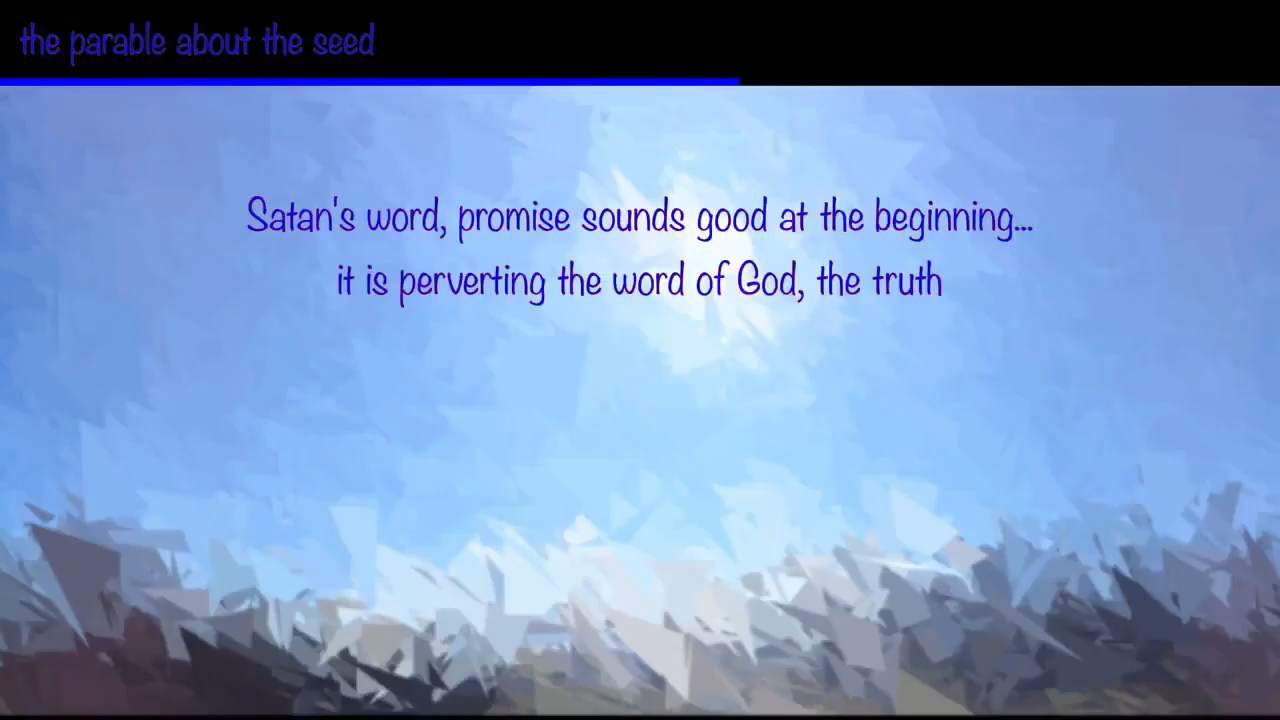 the parable about the seed
Satan's word, promise sounds good at the beginning...
it is perverting the word of God, the truth